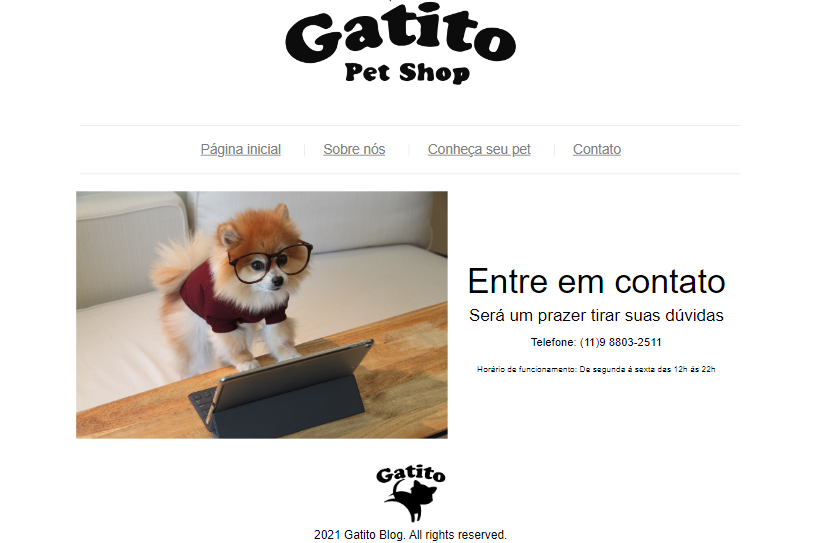 Gatito
Pet Shop
Página inicial
Sobre nós
Conheça seu pet
Contato
Entre em contato
Será um prazer tirar suas dúvidas
Telefone: (11)9 8803-2511
Horário de funcionamento: De segunda á sexta das 12h ás 22h
Gatito
2021 Gatito Blog. All rights reserved.